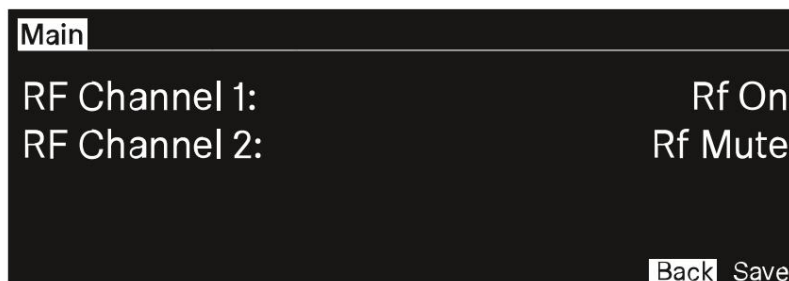 Main
RF Channel 1: Rf On
RF Channel 2: Rf Mute
Back Save